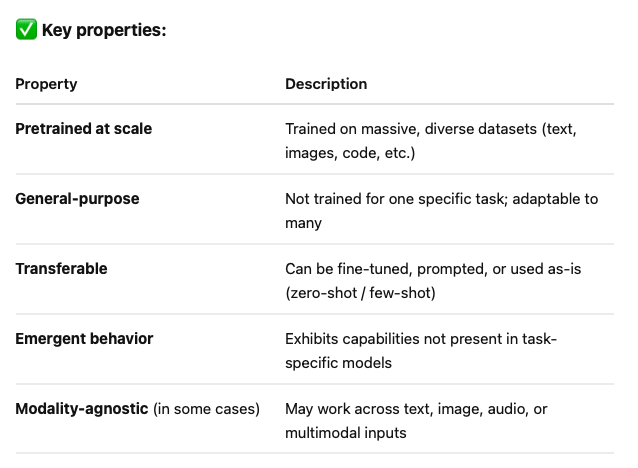 ✅ Key properties:
Property Description
Pretrained at scale Trained on massive, diverse datasets (text,
images, code, etc.)
General-purpose Not trained for one specific task; adaptable to
many
Transferable Can be fine-tuned, prompted, or used as-is
(zero-shot / few-shot)
Emergent behavior Exhibits capabilities not present in task-
specific models
Modality-agnostic (in some cases) May work across text, image, audio, or
multimodal inputs